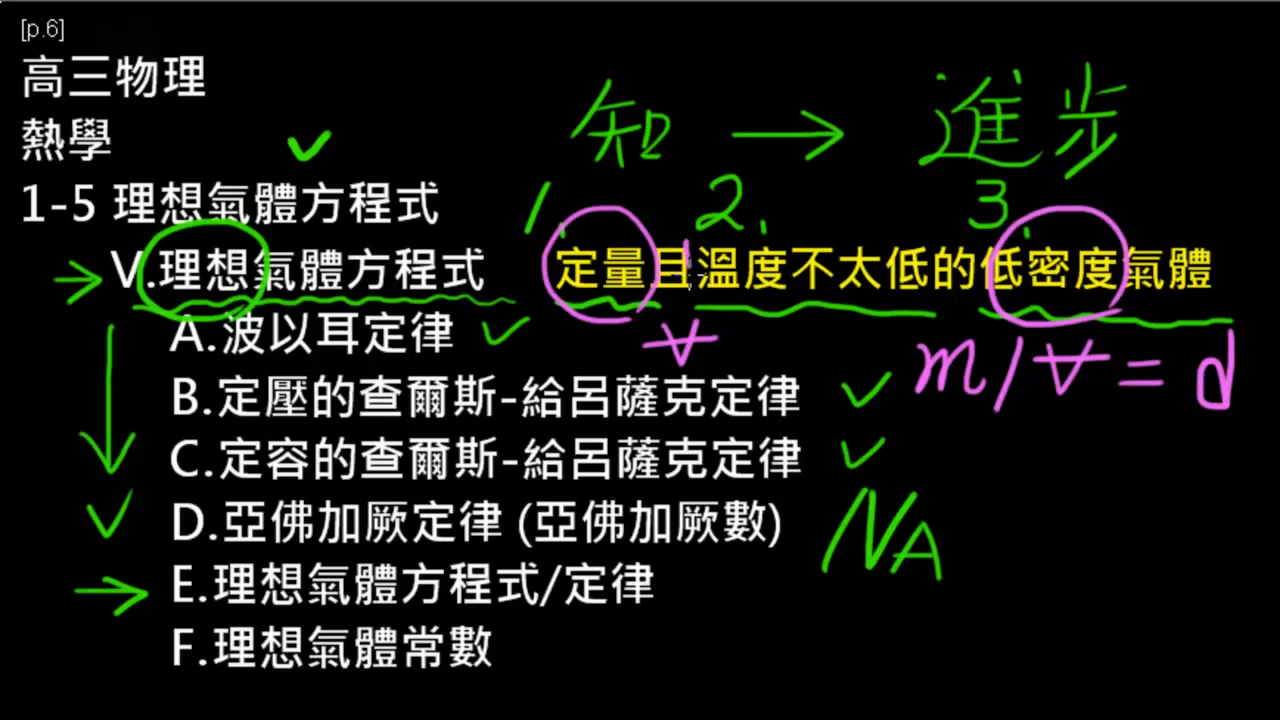 [p.6]
高三物理
知 → 進步
熱學
1. 2. 3.
1-5 理想氣體方程式
V.理想氣體方程式 定量且溫度不太低的低密度氣體
A.波以耳定律
V
m/V=d
B.定壓的查爾斯-給呂薩克定律
C.定容的查爾斯-給呂薩克定律
D.亞佛加厥定律 (亞佛加厥數)
NA
E.理想氣體方程式/定律
F.理想氣體常數